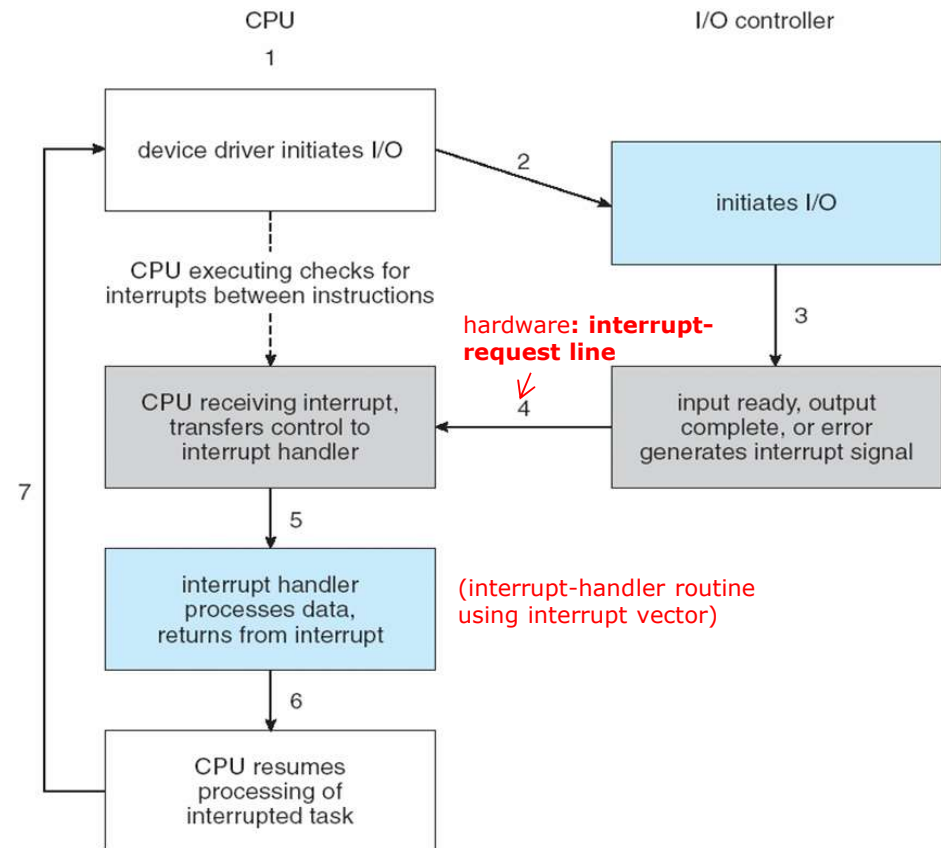 CPU
I/O controller
1
device driver initiates I/O
2
initiates I/O
CPU executing checks for
interrupts between instructions
3
hardware: interrupt-
request line
CPU receiving interrupt,
transfers control to
interrupt handler
4
input ready, output
complete, or error
generates interrupt signal
7
5
interrupt handler
processes data,
returns from interrupt
(interrupt-handler routine
using interrupt vector)
6
CPU resumes
processing of
interrupted task